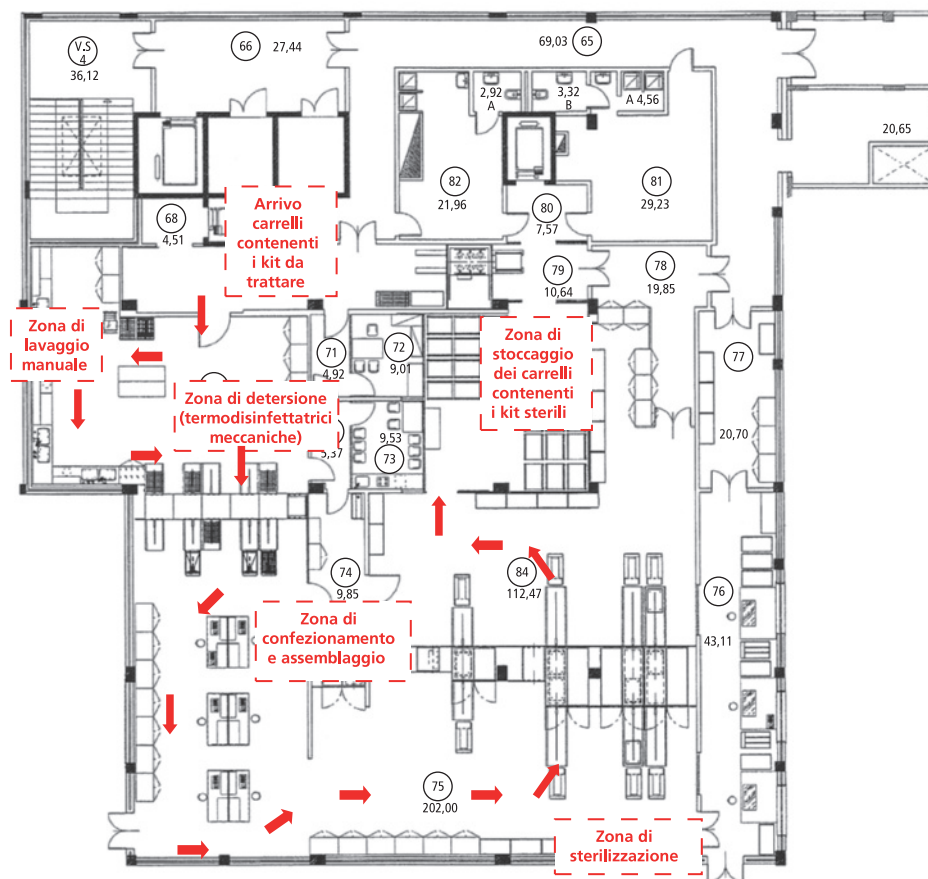 V.S
4
36,12
66
27,44
69,03
65
2,92
A
3,32
B
A 4,56
20,65
82
21,96
81
29,23
80
7,57
68
4,51
Arrivo
carrelli
contenenti
i kit da
trattare
79
10,64
78
19,85
Zona di
lavaggio
manuale
71
4,92
72
9,01
Zona di
stoccaggio
dei carrelli
contenenti
i kit sterili
77
20,70
Zona di detersione
(termodisinfettatrici
meccaniche)
9,53
73
74
9,85
84
112,47
76
43,11
Zona di
confezionamento
e assemblaggio
75
202,00
Zona di
sterilizzazione